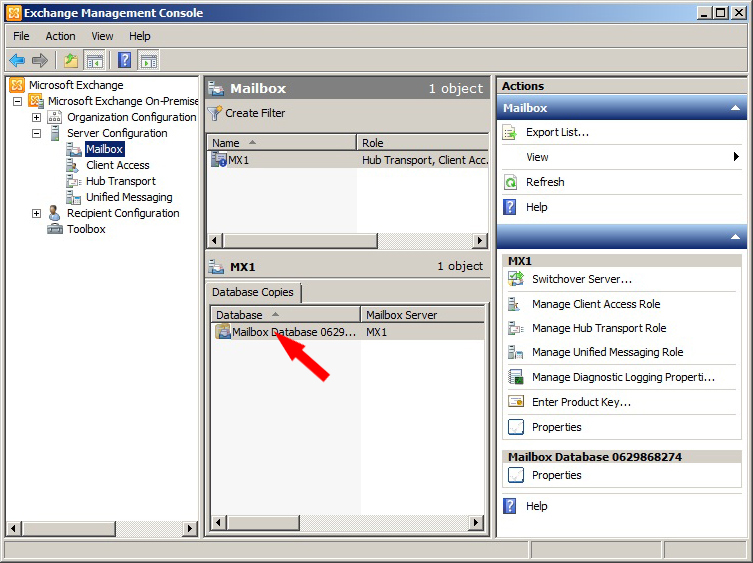 Exchange Management Console
File Action View Help
Microsoft Exchange
Microsoft Exchange On-Premise
Organization Configuration
Server Configuration
Mailbox
Client Access
Hub Transport
Unified Messaging
Recipient Configuration
Toolbox
Mailbox 1 object
Create Filter
Name Role
MX1 Hub Transport, Client Acc...
MX1 1 object
Database Copies
Database Mailbox Server
Mailbox Database 0629... MX1
Actions
Mailbox
Export List...
View
Refresh
Help
MX1
Switchover Server...
Manage Client Access Role
Manage Hub Transport Role
Manage Unified Messaging Role
Manage Diagnostic Logging Properti...
Enter Product Key...
Properties
Mailbox Database 0629868274
Properties
Help